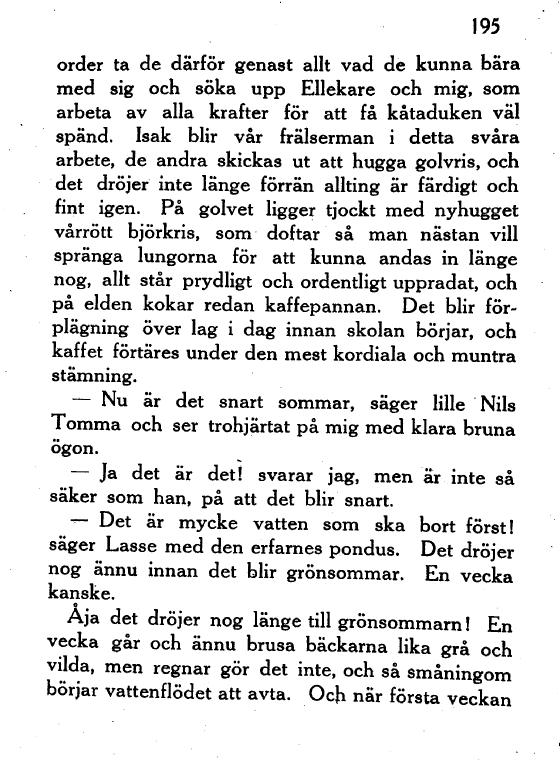 195
order ta de därför genast allt vad de kunna bära
med sig och söka upp Ellekare och mig, som
arbeta av alla krafter för att få kåtaduken väl
spänd. Isak blir vår frälserman i detta svåra
arbete, de andra skickas ut att hugga golvris, och
det dröjer inte länge förrän allting är färdigt och
fint igen. På golvet ligger tjockt med nyhugget
vårrött björkris, som doftar så man nästan vill
spränga lungorna för att kunna andas in länge
nog, allt står prydligt och ordentligt uppradat, och
på elden kokar redan kaffepannan. Det blir för-
plägning över lag i dag innan skolan börjar, och
kaffet förtäres under den mest kordiala och muntra
stämning.
— Nu är det snart sommar, säger lille Nils
Tomma och ser trohjärtat på mig med klara bruna
ögon.
— Ja det är det! svarar jag, men är inte så
säker som han, på att det blir snart.
— Det är mycke vatten som ska bort först!
säger Lasse med den erfarnes pondus. Det dröjer
nog ännu innan det blir grönsommar. En vecka
kanske.
Åja det dröjer nog länge till grönsommarn! En
vecka går och ännu brusa bäckarna lika grå och
vilda, men regnar gör det inte, och så småningom
börjar vattenflödet att avta. Och när första veckan